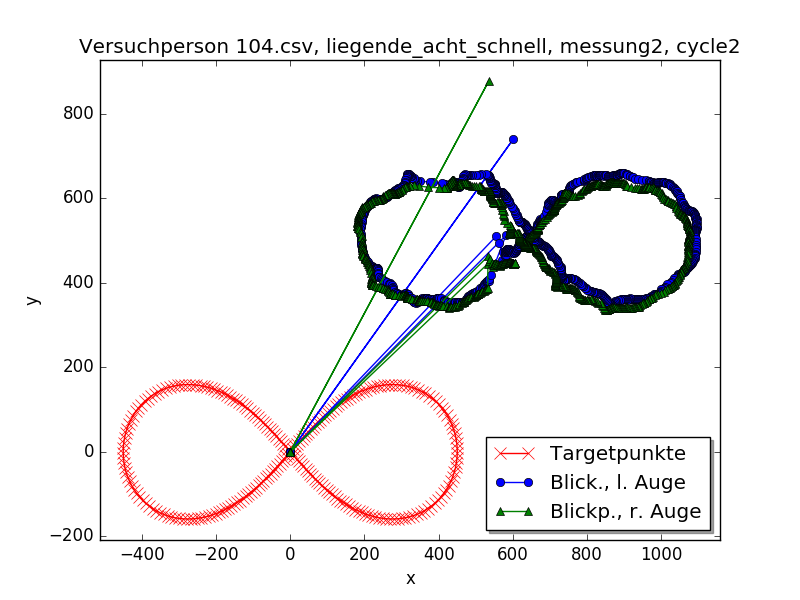 Versuchperson 104.csv, liegende_acht_schnell, messung2, cycle2
800
600
400
200
0
−200
y
−400
−200
0
200
400
600
800
1000
x
Targetpunkte
Blick., l. Auge
Blickp., r. Auge